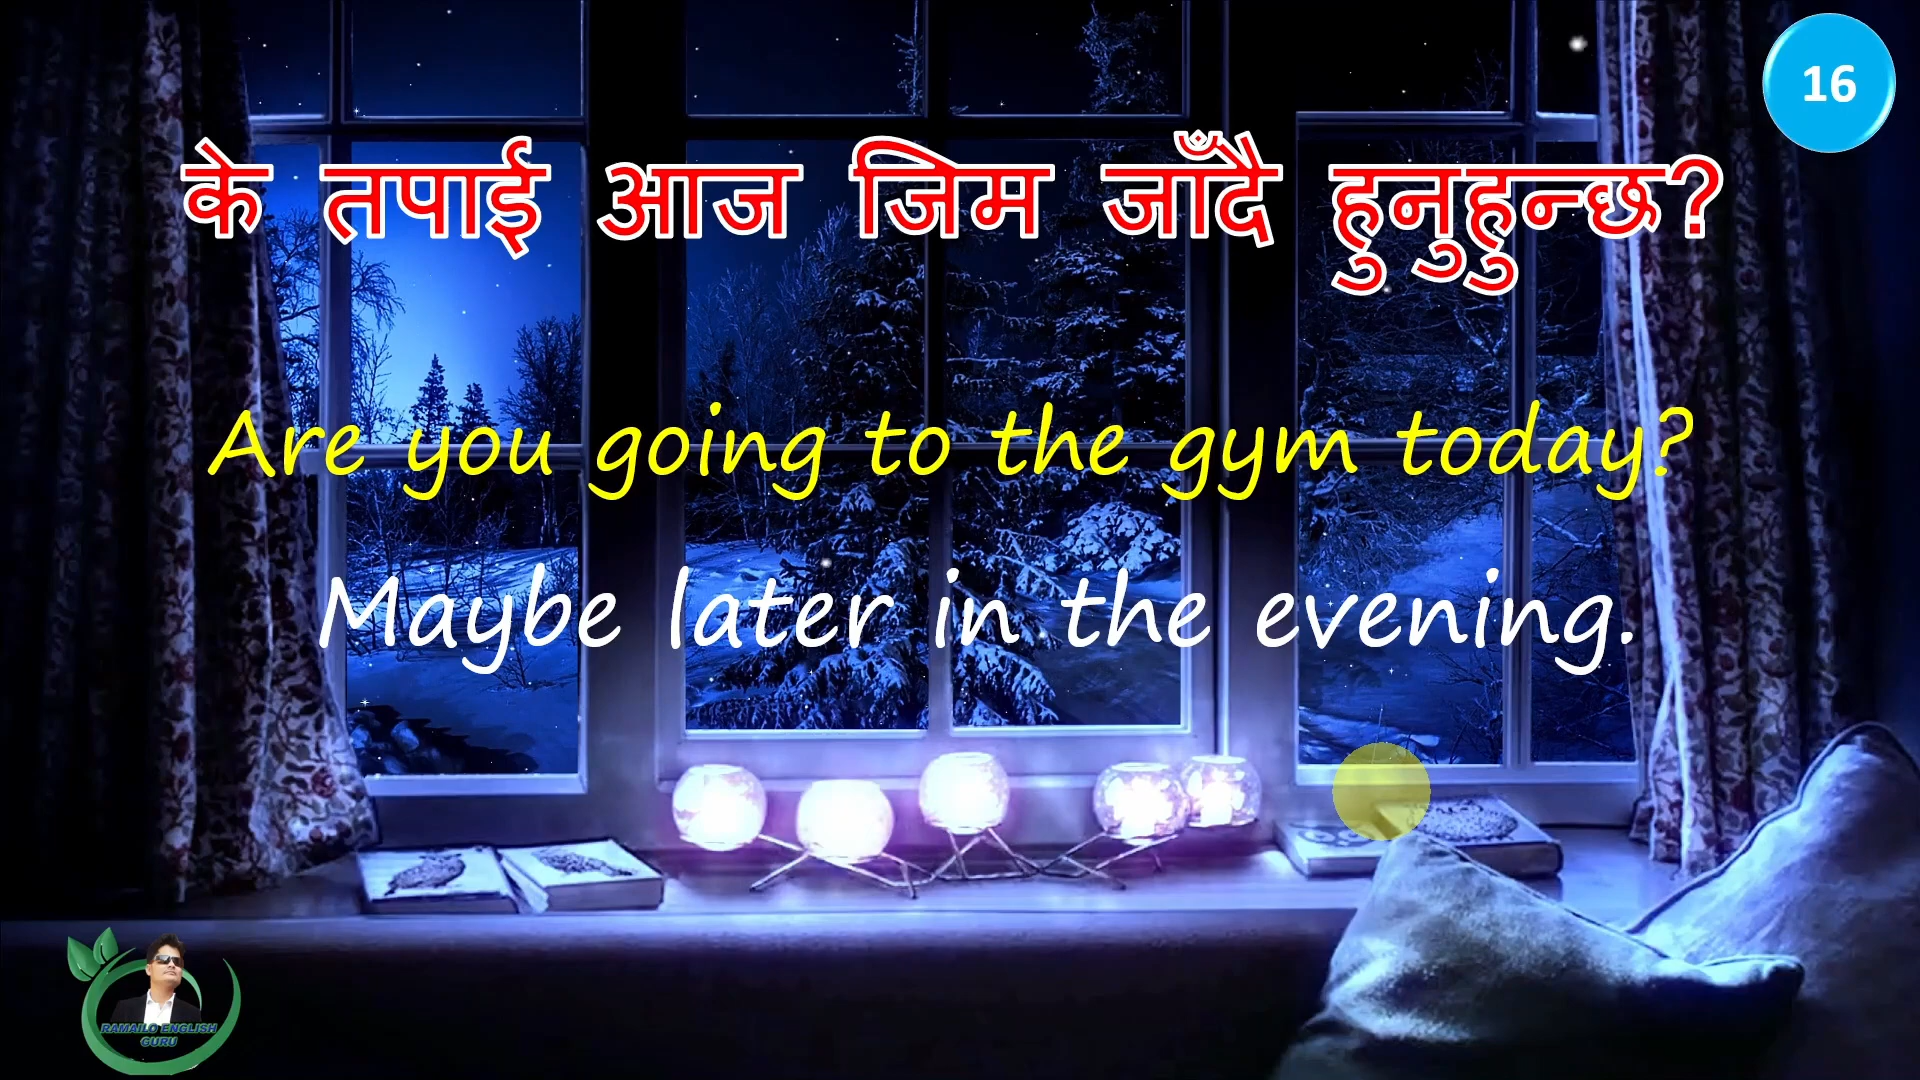 16
के तपाई आज जिम जाँदै हुनुहुन्छ?
Are you going to the gym today?
Maybe later in the evening.
RAMAILO ENGLISH
GURU